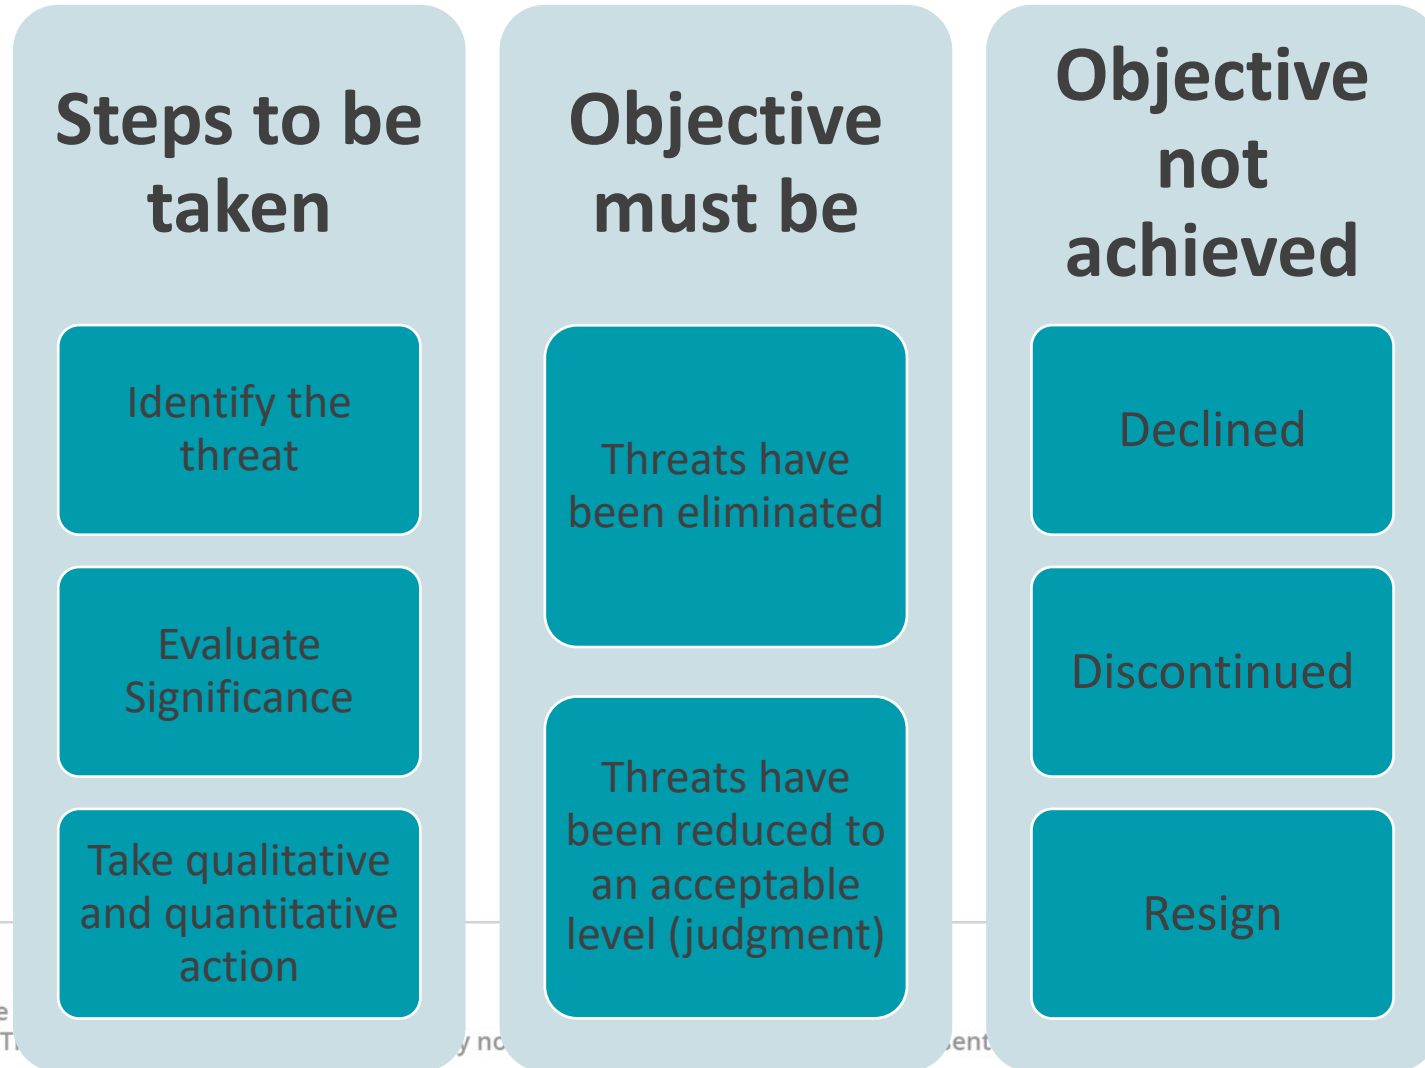 Steps to be
taken
Identify the
threat
Evaluate
Significance
Take qualitative
and quantitative
action
Objective
must be
Threats have
been eliminated
Threats have
been reduced to
an acceptable
level (judgment)
Objective
not
achieved
Declined
Discontinued
Resign